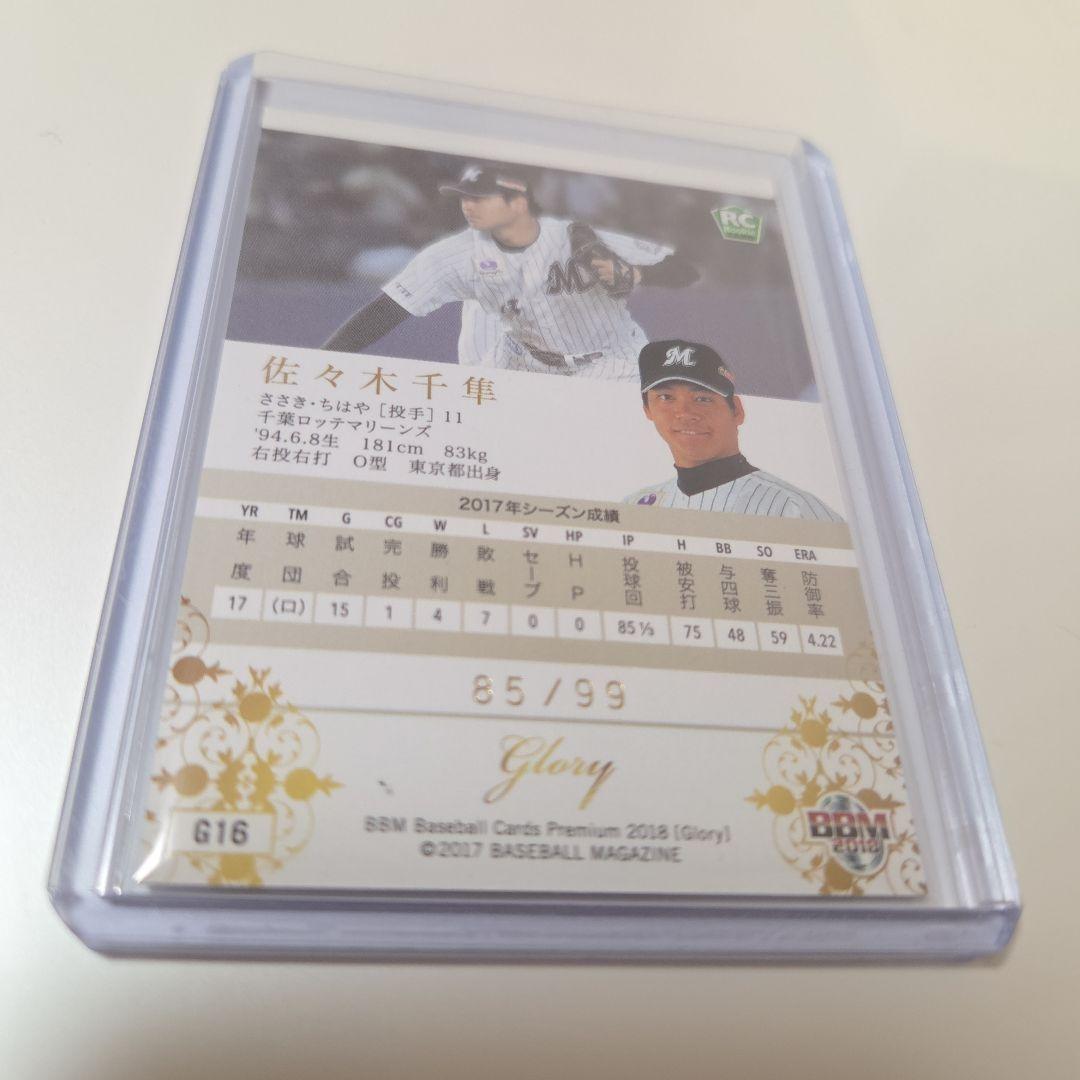 RC
Rookie
佐々木千隼
ささき・ちはや［投手］11
千葉ロッテマリーンズ
'94.6.8生 181cm 83kg
右投右打 O型 東京都出身
2017年シーズン成績
YR TM G CG W L SV HP IP H BB SO ERA
年度 球団 試合 完投 勝利 敗戦 セーブ HP 投球回 被安打 与四球 奪三振 防御率
17 (ロ) 15 1 4 7 0 0 85 1/3 75 48 59 4.22
85/99
Glory
G16
BBM Baseball Cards Premium 2018 [Glory]
©2017 BASEBALL MAGAZINE
BBM
2018